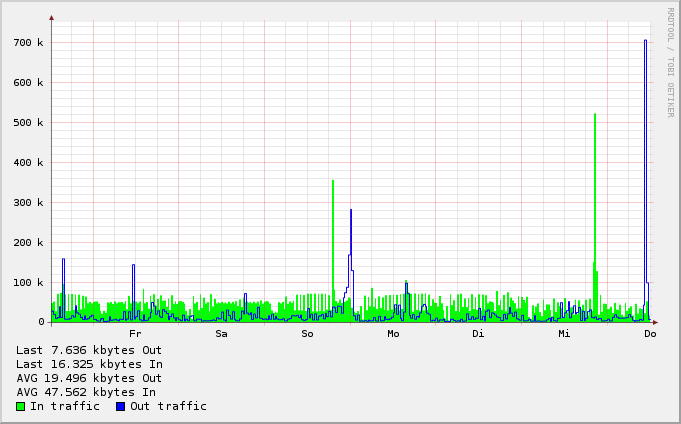 RRDTOOL / TOBI OETIKER
700 k
600 k
500 k
400 k
300 k
200 k
100 k
0
Fr Sa So Mo Di Mi Do
Last 7.636 kbytes Out
Last 16.325 kbytes In
AVG 19.496 kbytes Out
AVG 47.562 kbytes In
In traffic Out traffic